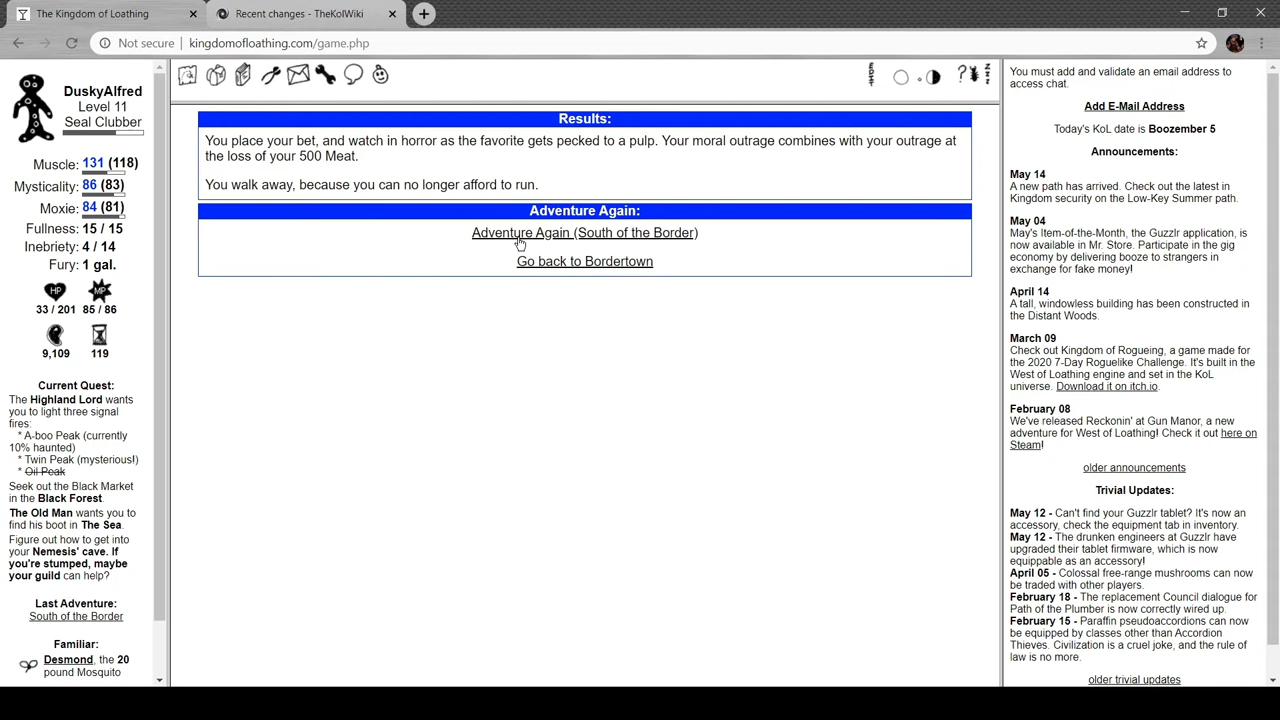 The Kingdom of Loathing
Recent changes - TheKolWiki
Not secure
kingdomofloathing.com/game.php
DuskyAlfred
Level 11
Seal Clubber
Muscle: 131 (118)
Mysticality: 86 (83)
Moxie: 84 (81)
Fullness: 15 / 15
Inebriety: 4 / 14
Fury: 1 gal.
HP
MP
33 / 201 85 / 86
9,109
119
Current Quest:
The Highland Lord wants
you to light three signal
fires:
* A-boo Peak (currently
10% haunted)
* Twin Peak (mysterious!)
* Oil Peak
Seek out the Black Market
in the Black Forest.
The Old Man wants you to
find his boot in The Sea.
Figure out how to get into
your Nemesis' cave. If
you're stumped, maybe
your guild can help?
Last Adventure:
South of the Border
Familiar:
Desmond, the 20
pound Mosquito
Results:
You place your bet, and watch in horror as the favorite gets pecked to a pulp. Your moral outrage combines with your outrage at
the loss of your 500 Meat.
You walk away, because you can no longer afford to run.
Adventure Again:
Adventure Again (South of the Border)
Go back to Bordertown
You must add and validate an email address to
access chat.
Add E-Mail Address
Today's KoL date is Boozember 5
Announcements:
May 14
A new path has arrived. Check out the latest in
Kingdom security on the Low-Key Summer path.
May 04
May's Item-of-the-Month, the Guzzlr application, is
now available in Mr. Store. Participate in the gig
economy by delivering booze to strangers in
exchange for fake money!
April 14
A tall, windowless building has been constructed in
the Distant Woods.
March 09
Check out Kingdom of Rogueing, a game made for
the 2020 7-Day Roguelike Challenge. It's built in the
West of Loathing engine and set in the KoL
universe. Download it on itch.io.
February 08
We've released Reckonin' at Gun Manor, a new
adventure for West of Loathing! Check it out here on
Steam!
older announcements
Trivial Updates:
May 12 - Can't find your Guzzlr tablet? It's now an
accessory, check the equipment tab in inventory.
May 12 - The drunken engineers at Guzzlr have
upgraded their tablet firmware, which is now
equippable as an accessory!
April 05 - Colossal free-range mushrooms can now
be traded with other players.
February 18 - The replacement Council dialogue for
Path of the Plumber is now correctly wired up.
February 15 - Paraffin pseudoaccordions can now
be equipped by classes other than Accordion
Thieves. Civilization is a cruel joke, and the rule of
law is no more.
older trivial updates